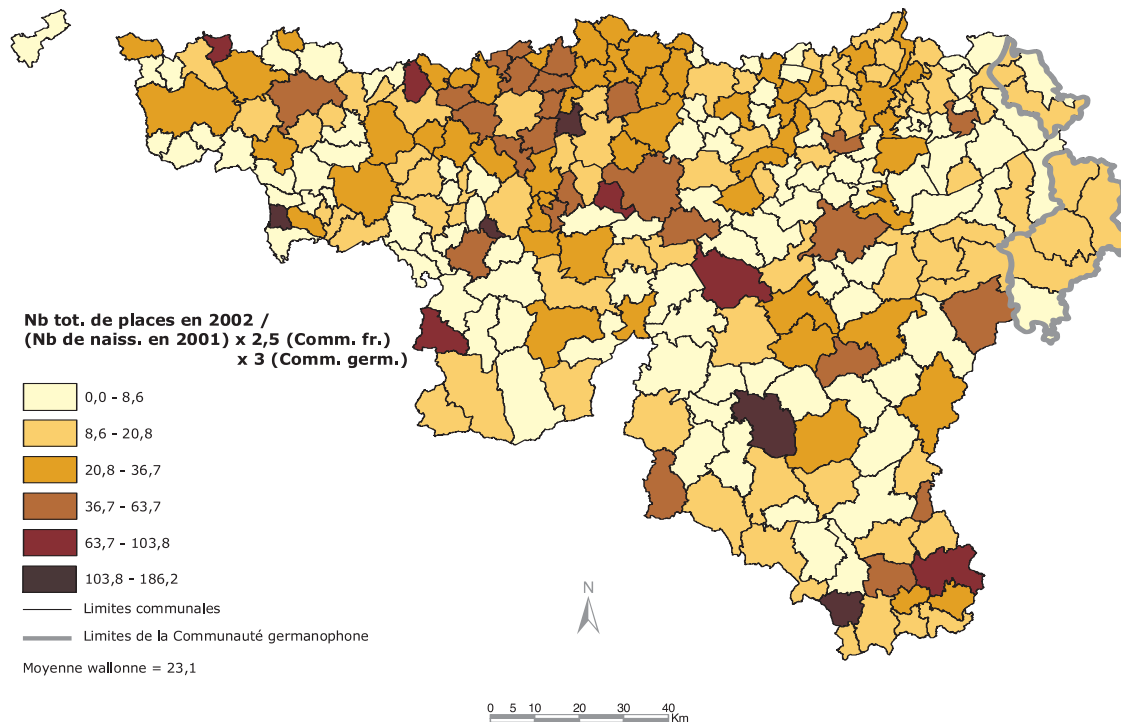 Nb tot. de places en 2002 /
(Nb de naiss. en 2001) x 2,5 (Comm. fr.)
x 3 (Comm. germ.)
0,0 - 8,6
8,6 - 20,8
20,8 - 36,7
36,7 - 63,7
63,7 - 103,8
103,8 - 186,2
Limites communales
Limites de la Communauté germanophone
Moyenne wallonne = 23,1
N
0 5 10 20 30 40
Km